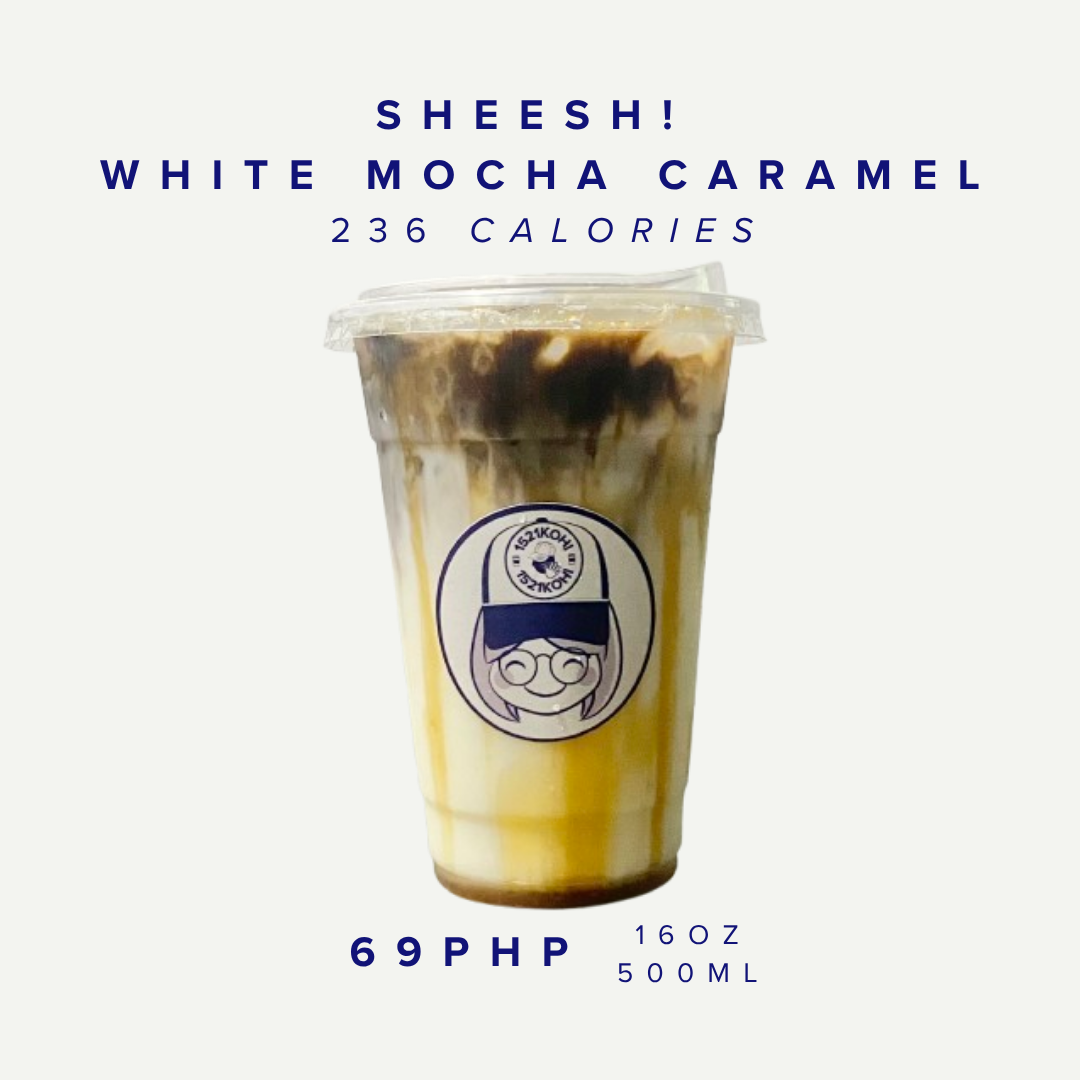 SHEESH!
WHITE MOCHA CARAMEL
236 CALORIES
1521KOHI
1521KOHI
69PHP
16OZ
500ML